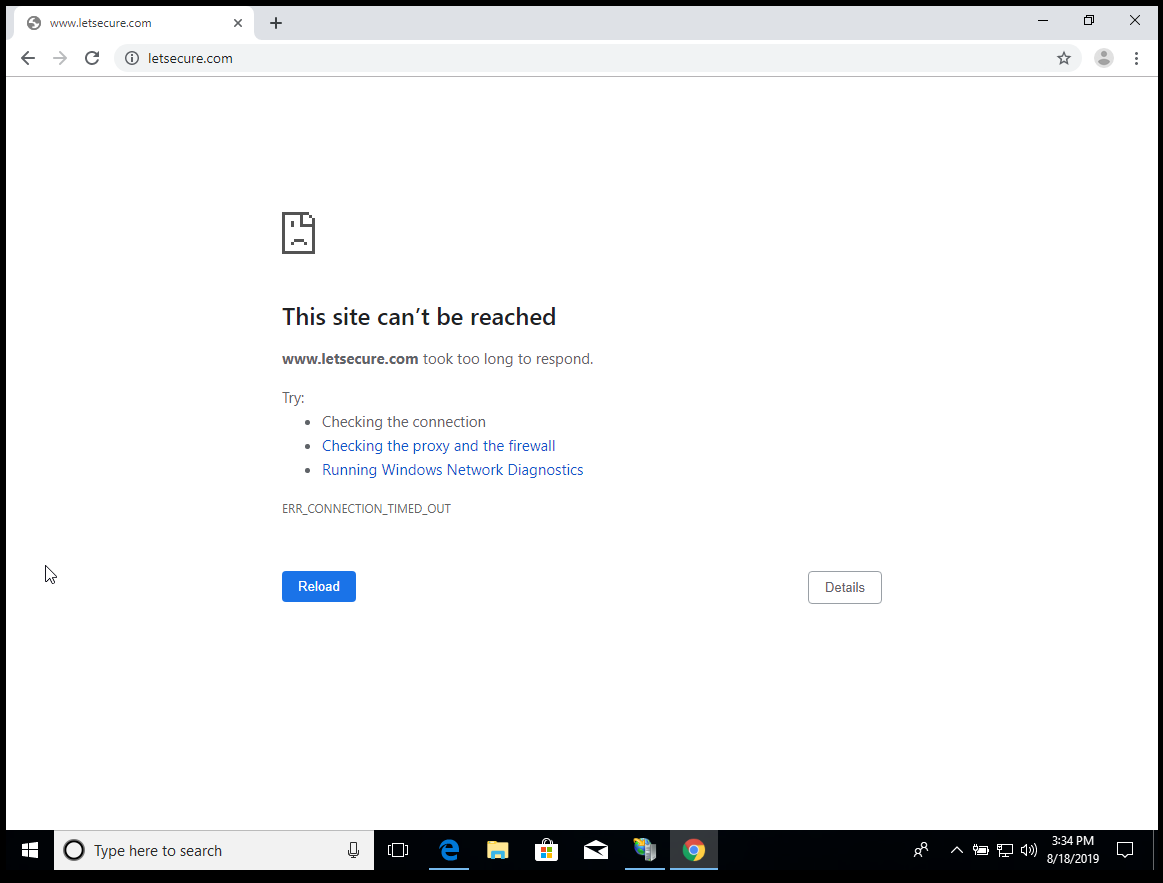 www.letsecure.com
letsecure.com
This site can’t be reached
www.letsecure.com took too long to respond.
Try:
Checking the connection
Checking the proxy and the firewall
Running Windows Network Diagnostics
ERR_CONNECTION_TIMED_OUT
Reload
Details
Type here to search
3:34 PM
8/18/2019